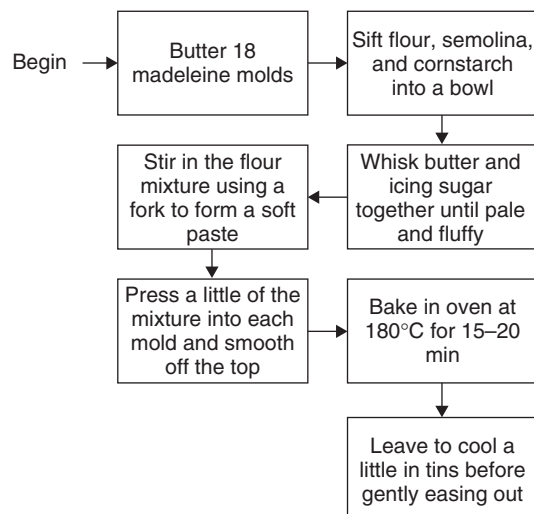 Begin
Butter 18
madeleine molds
Sift flour, semolina,
and cornstarch
into a bowl
Whisk butter and
icing sugar
together until pale
and fluffy
Stir in the flour
mixture using a
fork to form a soft
paste
Press a little of the
mixture into each
mold and smooth
off the top
Bake in oven at
180°C for 15–20
min
Leave to cool a
little in tins before
gently easing out